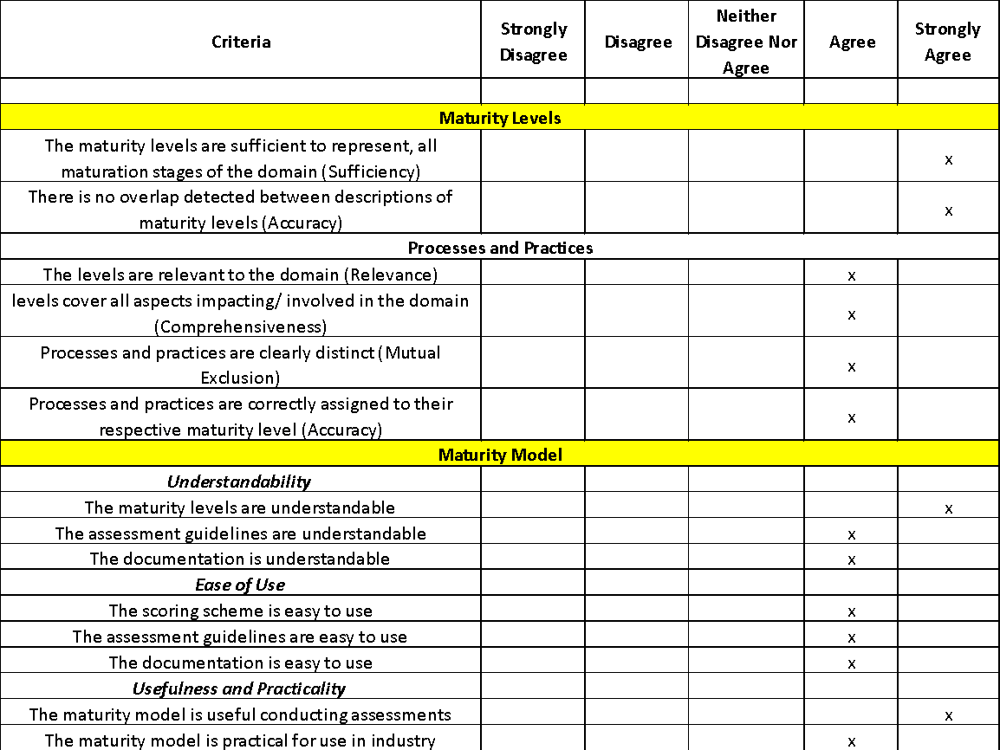 Criteria
Strongly
Disagree
Disagree
Neither
Disagree Nor
Agree
Agree
Strongly
Agree
Maturity Levels
The maturity levels are sufficient to represent, all
maturation stages of the domain (Sufficiency)
x
There is no overlap detected between descriptions of
maturity levels (Accuracy)
x
Processes and Practices
The levels are relevant to the domain (Relevance)
x
levels cover all aspects impacting/ involved in the domain
(Comprehensiveness)
x
Processes and practices are clearly distinct (Mutual
Exclusion)
x
Processes and practices are correctly assigned to their
respective maturity level (Accuracy)
x
Maturity Model
Understandability
The maturity levels are understandable
x
The assessment guidelines are understandable
x
The documentation is understandable
x
Ease of Use
The scoring scheme is easy to use
x
The assessment guidelines are easy to use
x
The documentation is easy to use
x
Usefulness and Practicality
The maturity model is useful conducting assessments
x
The maturity model is practical for use in industry
x